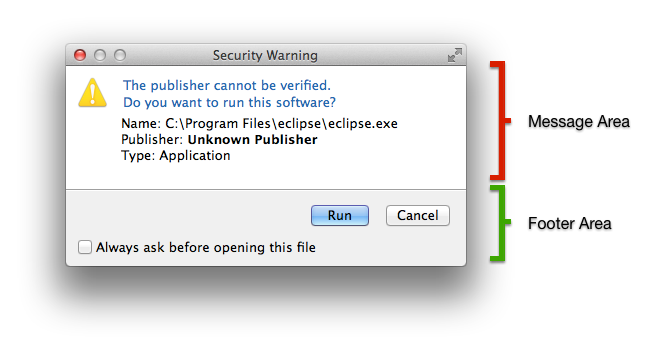 Security Warning
The publisher cannot be verified.
Do you want to run this software?
Name: C:\Program Files\eclipse\eclipse.exe
Publisher: Unknown Publisher
Type: Application
Message Area
Run Cancel
Footer Area
Always ask before opening this file